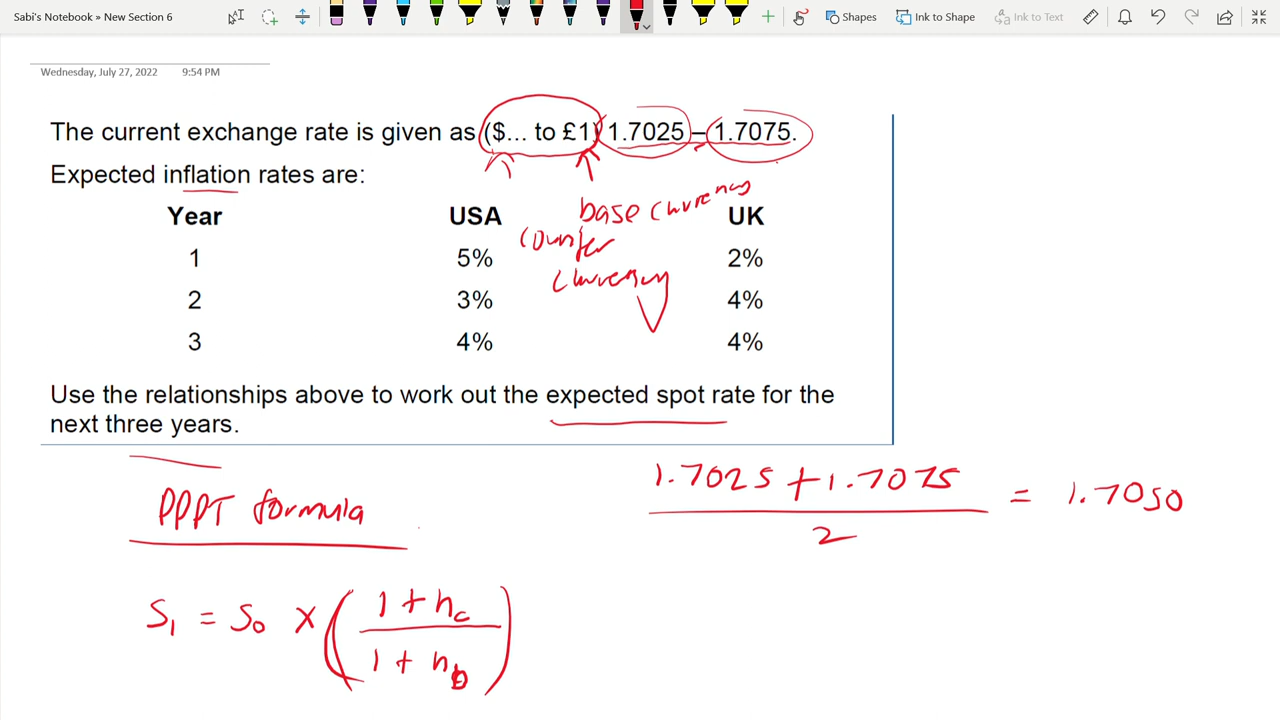 Sabi's Notebook » New Section 6
Shapes
Ink to Shape
Ink to Text
Wednesday, July 27, 2022 9:54 PM
The current exchange rate is given as ($... to £1) 1.7025 – 1.7075.
Expected inflation rates are:
Year USA UK
base currency
counter
currency
1 5% 2%
2 3% 4%
3 4% 4%
Use the relationships above to work out the expected spot rate for the
next three years.
PPPT formula
1.7025 + 1.7075
2
= 1.7050
S₁ = S₀ × (1 + hc
1 + hb)